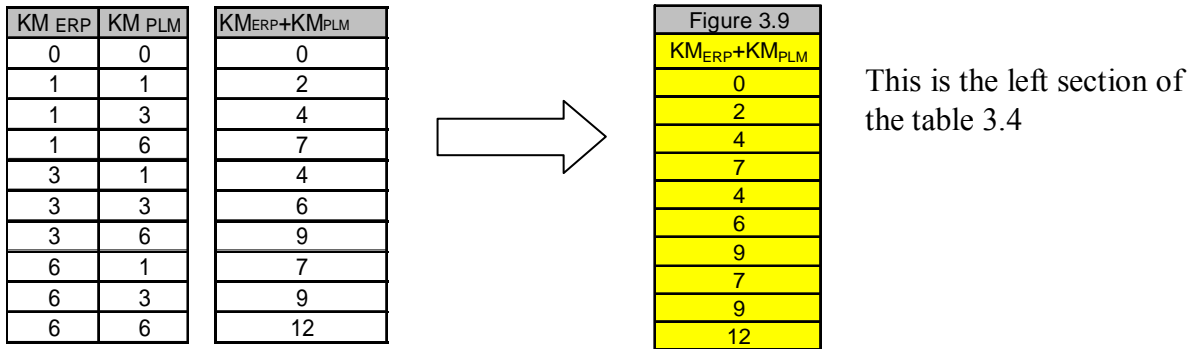 KM ERP KM PLM KMERP+KMPLM
0 0 0
1 1 2
1 3 4
1 6 7
3 1 4
3 3 6
3 6 9
6 1 7
6 3 9
6 6 12
Figure 3.9
KMERP+KMPLM
0
2
4
7
4
6
9
7
9
12
This is the left section of
the table 3.4